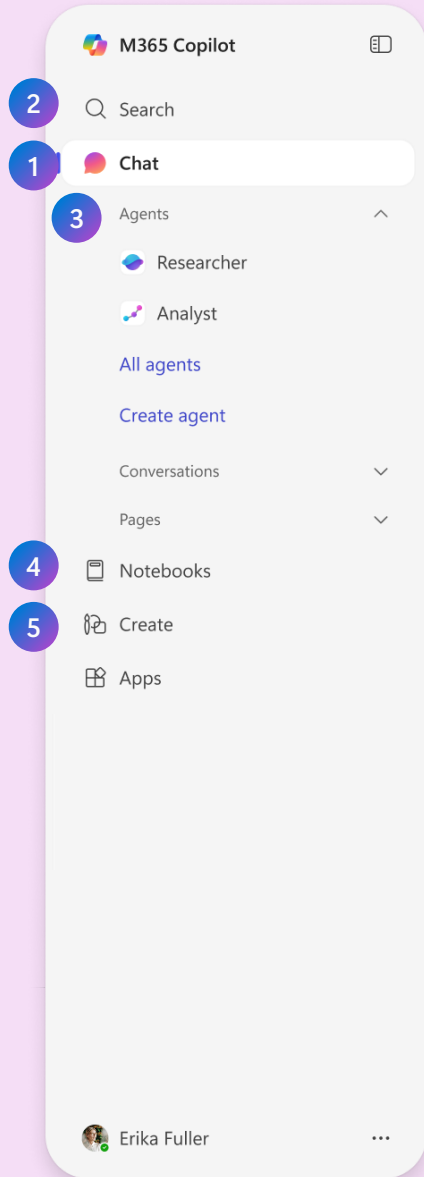 M365 Copilot
2 Search
1 Chat
3 Agents
Researcher
Analyst
All agents
Create agent
Conversations
Pages
4 Notebooks
5 Create
Apps
Erika Fuller